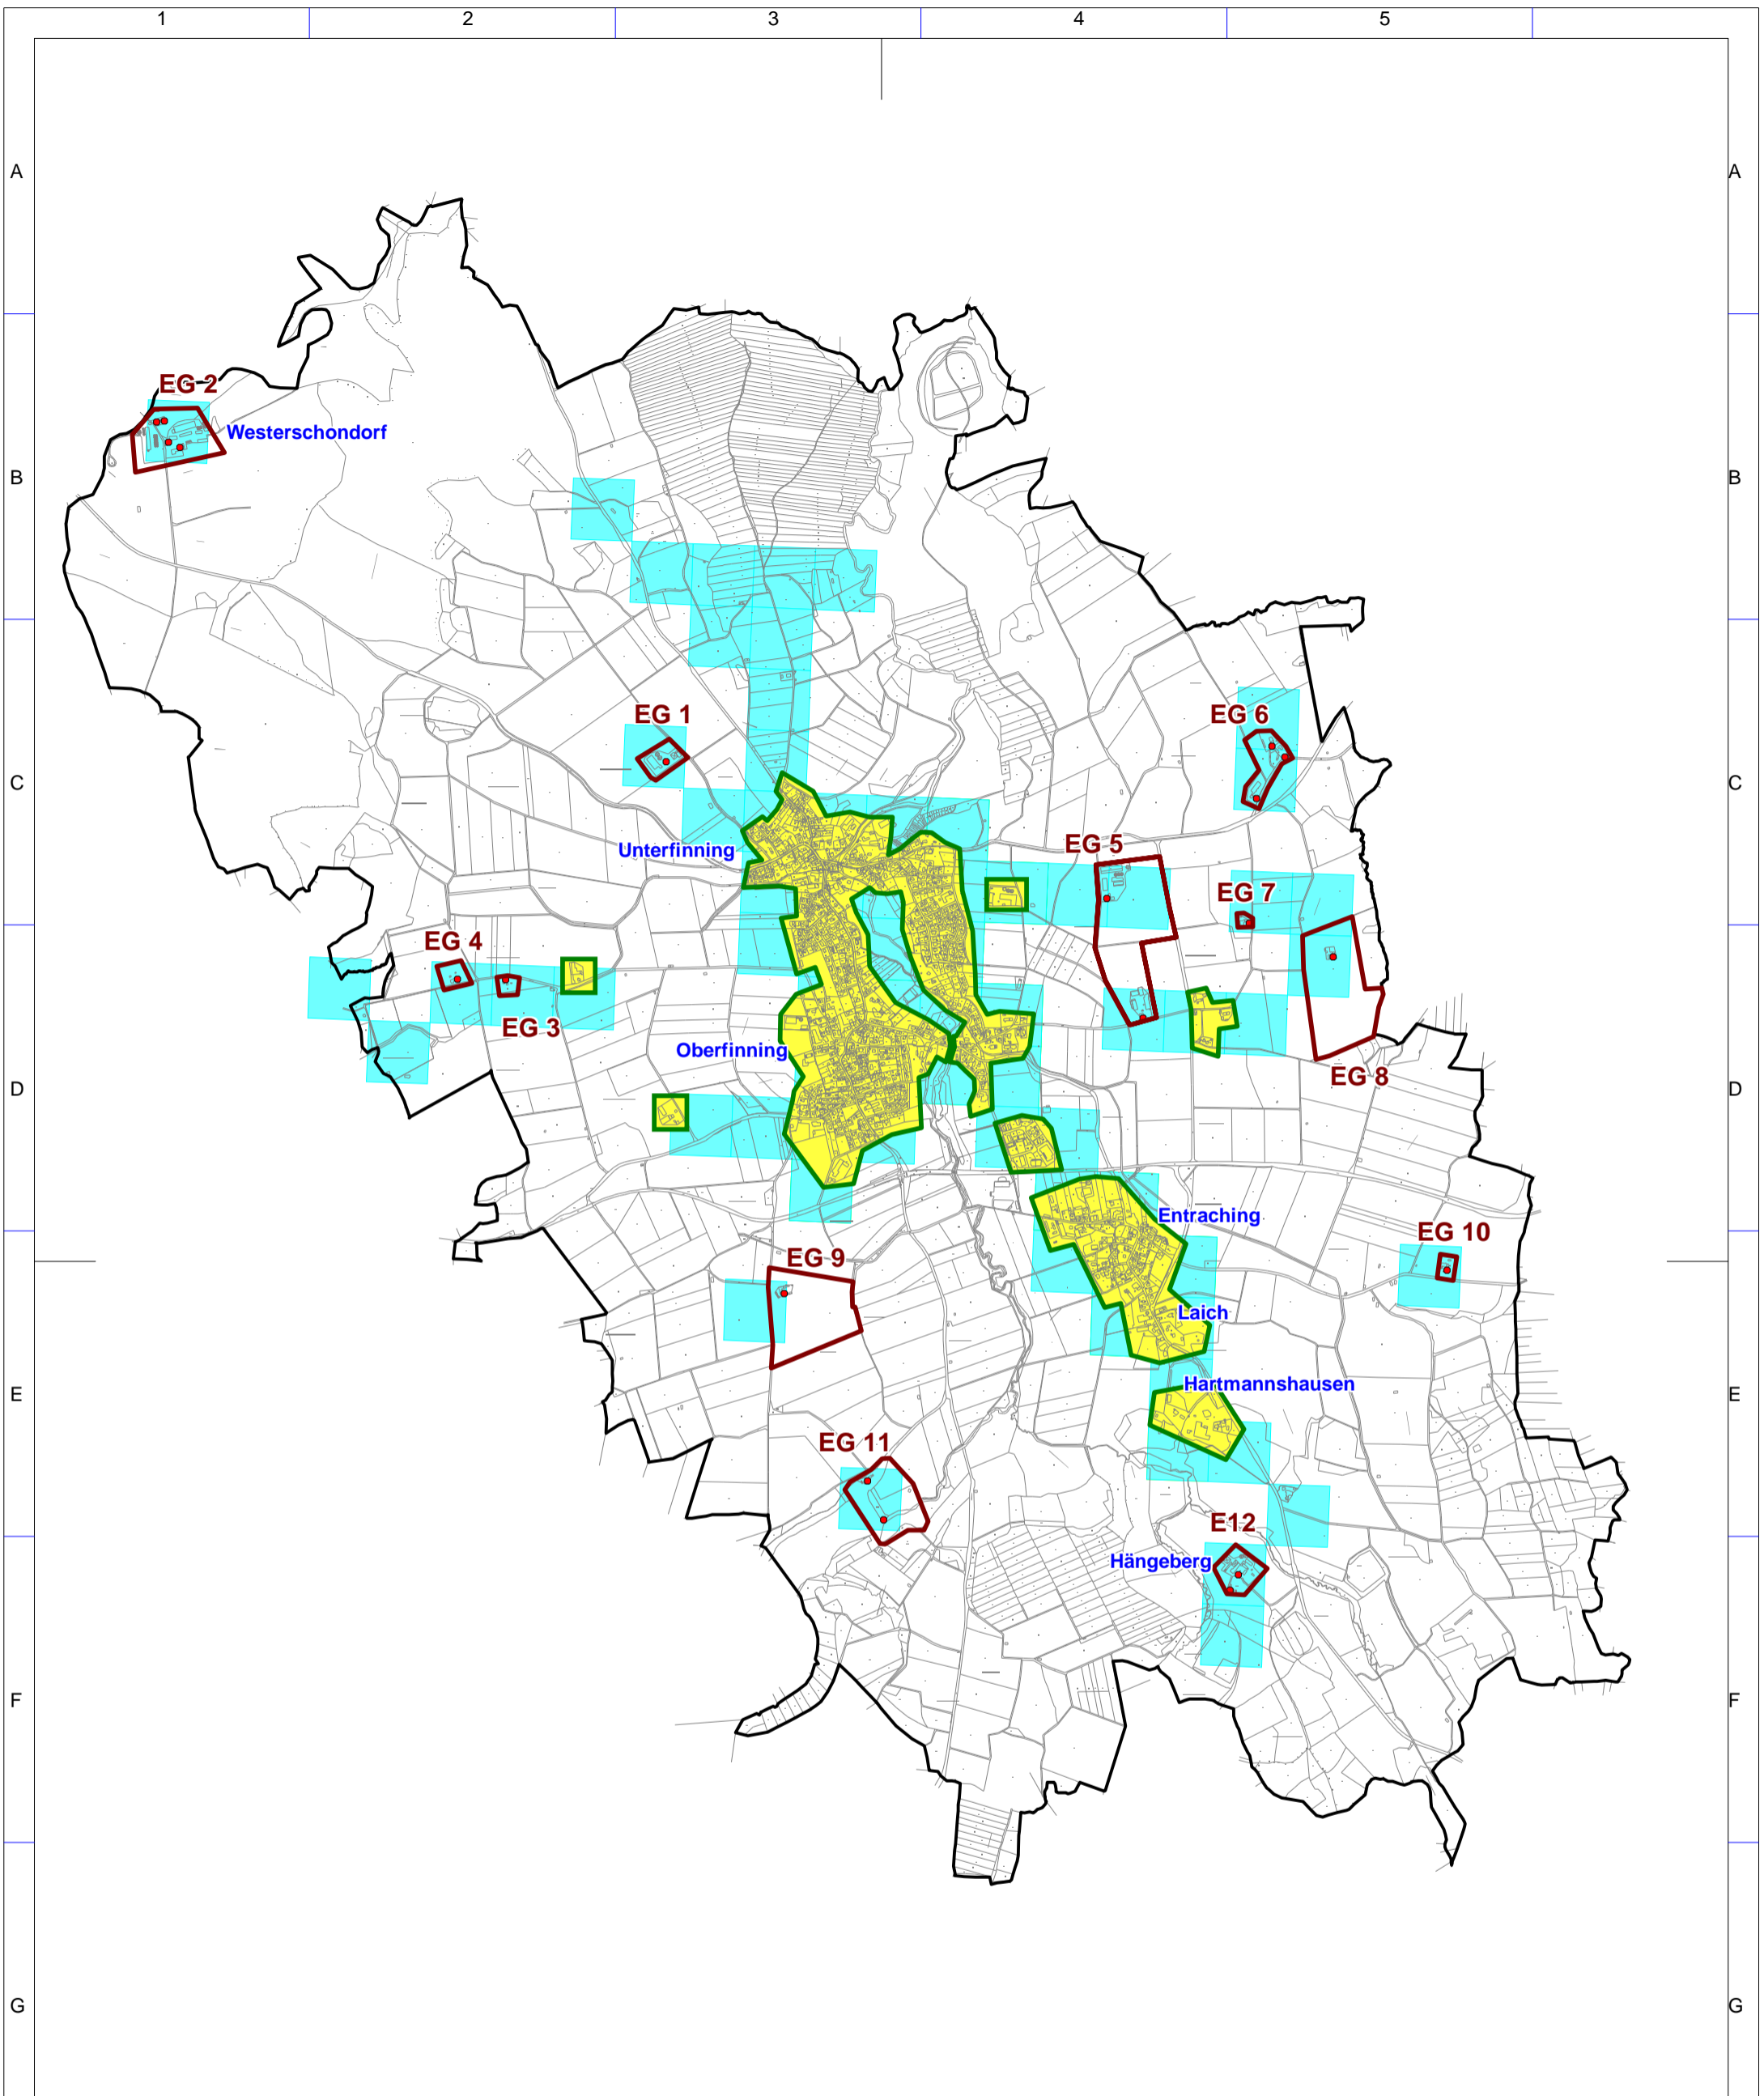 1 2 3 4 5
A A
EG 2
Westerschondorf
B B
EG 1
EG 6
C C
Unterfinning
EG 5
EG 7
EG 4
EG 3
Oberfinning
EG 8
D D
Entraching
EG 10
EG 9
Laich
Hartmannshausen
E E
EG 11
E12
Hängeberg
F F
G G